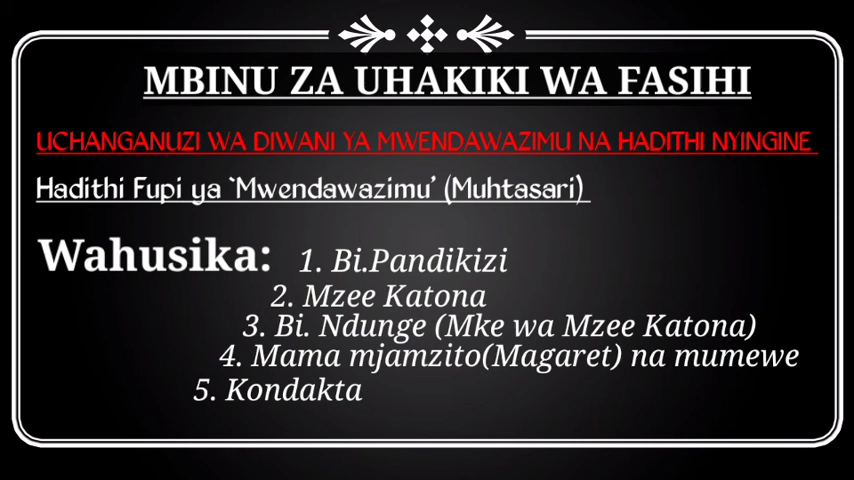 MBINU ZA UHAKIKI WA FASIHI
UCHANGANUZI WA DIWANI YA MWENDAWAZIMU NA HADITHI NYINGINE
Hadithi Fupi ya `Mwendawazimu' (Muhtasari)
Wahusika: 1. Bi.Pandikizi
2. Mzee Katona
3. Bi. Ndunge (Mke wa Mzee Katona)
4. Mama mjamzito(Magaret) na mumewe
5. Kondakta